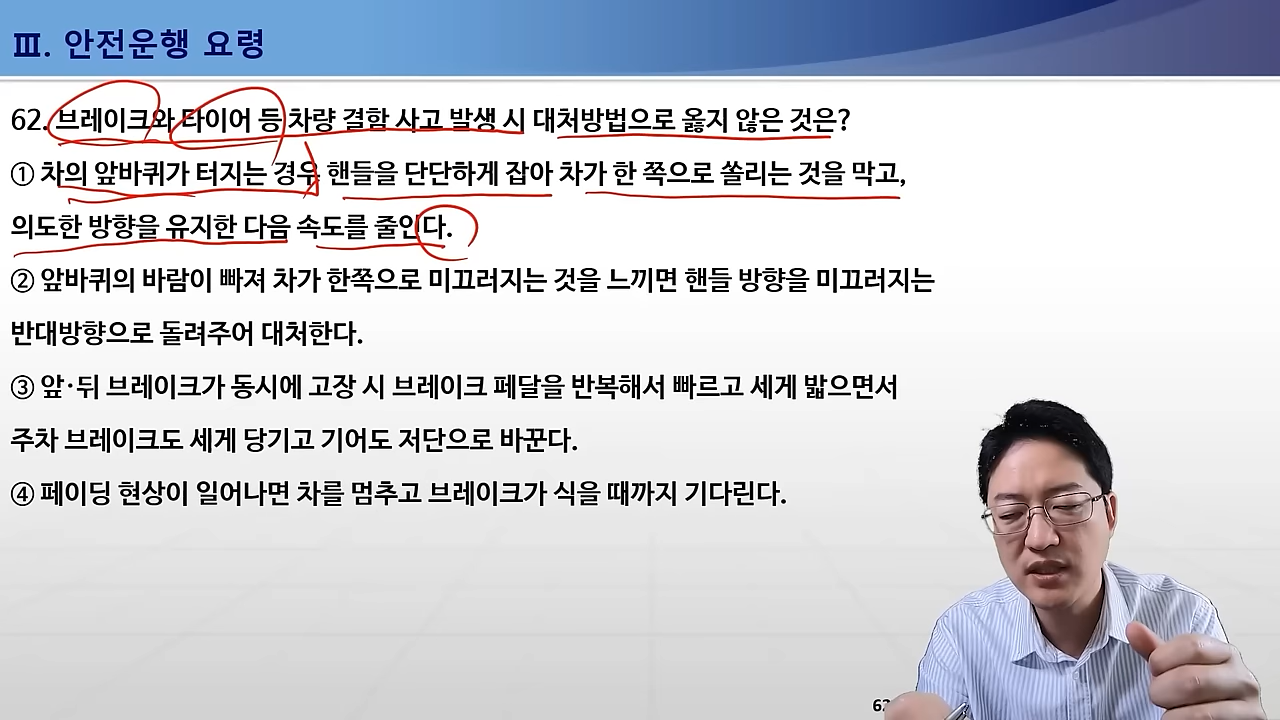 Ⅲ. 안전운행 요령
62. 브레이크와 타이어 등 차량 결함 사고 발생 시 대처방법으로 옳지 않은 것은?
① 차의 앞바퀴가 터지는 경우 핸들을 단단하게 잡아 차가 한 쪽으로 쏠리는 것을 막고,
의도한 방향을 유지한 다음 속도를 줄인다.
② 앞바퀴의 바람이 빠져 차가 한쪽으로 미끄러지는 것을 느끼면 핸들 방향을 미끄러지는
반대방향으로 돌려주어 대처한다.
③ 앞·뒤 브레이크가 동시에 고장 시 브레이크 페달을 반복해서 빠르고 세게 밟으면서
주차 브레이크도 세게 당기고 기어도 저단으로 바꾼다.
④ 페이딩 현상이 일어나면 차를 멈추고 브레이크가 식을 때까지 기다린다.